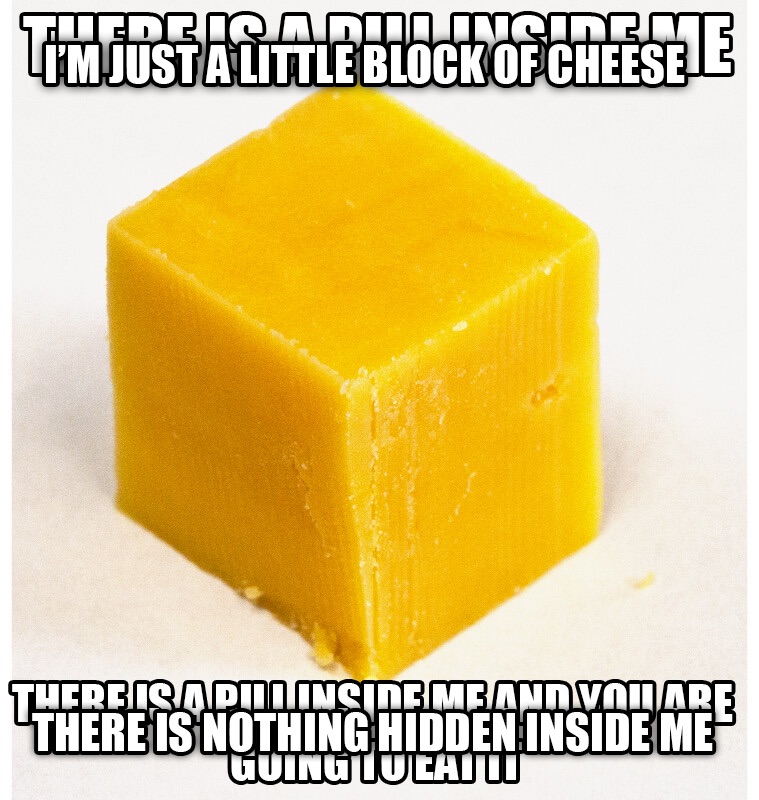 THERE IS A PILL INSIDE ME
I’M JUST A LITTLE BLOCK OF CHEESE
THERE IS A PILL INSIDE ME AND YOU ARE
THERE IS NOTHING HIDDEN INSIDE ME
GOING TO EAT IT